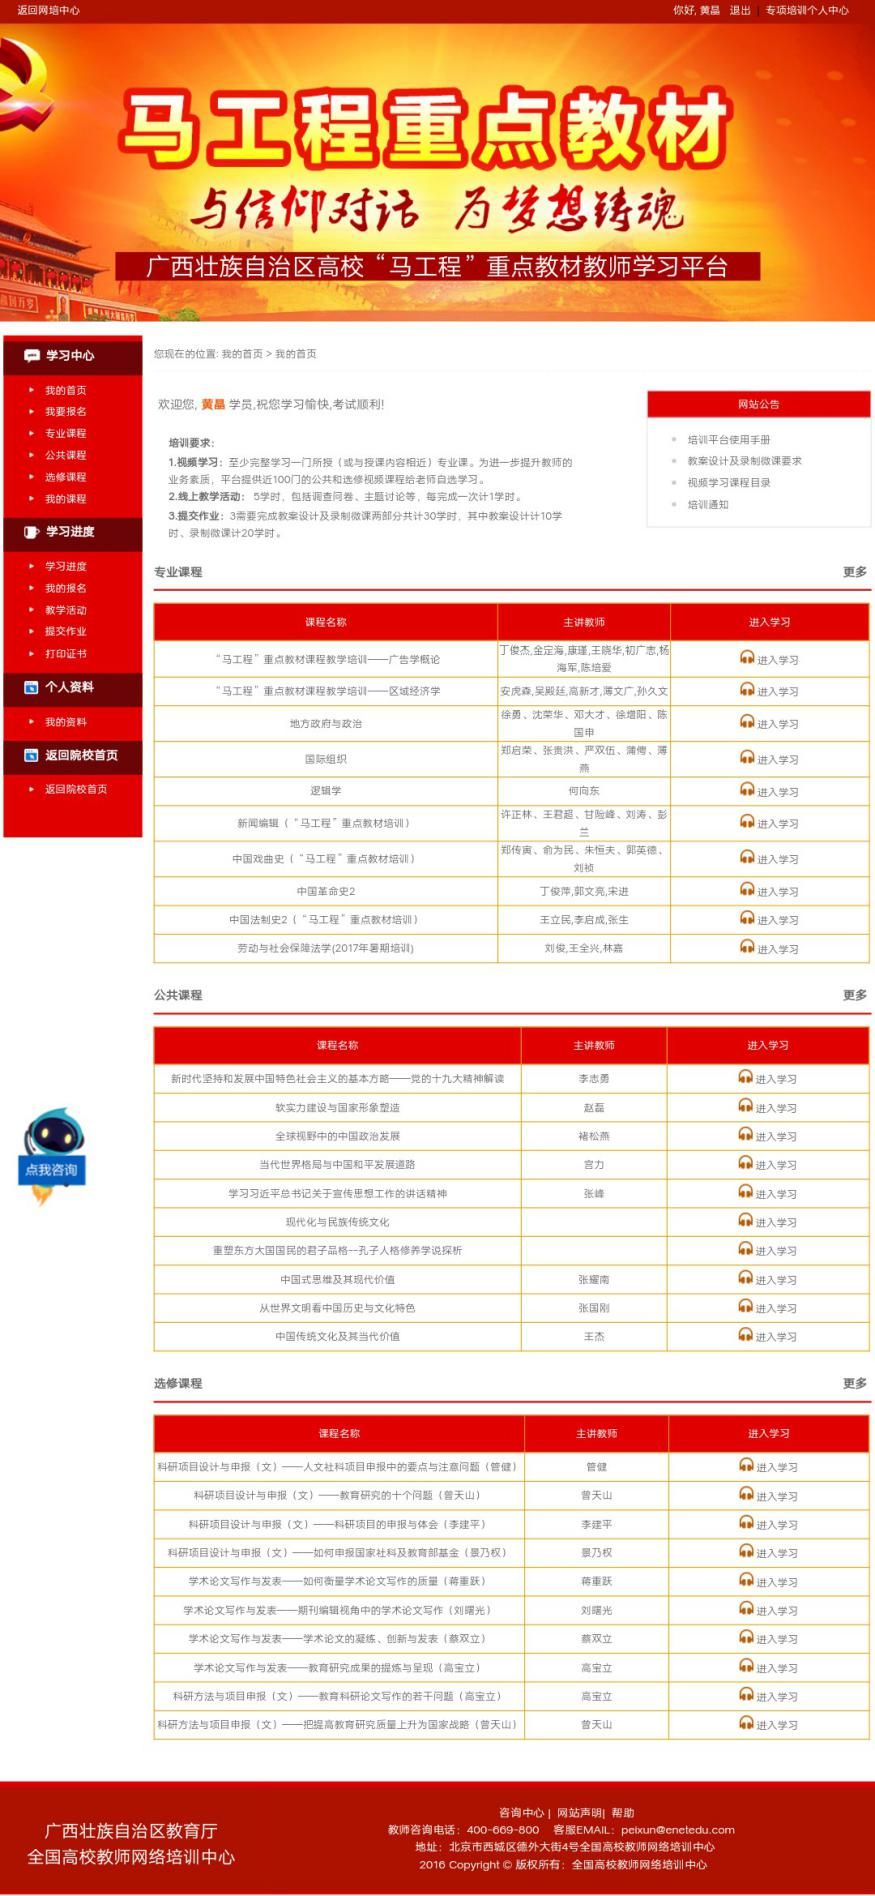 返回网培中心
你好, 黄晶 退出 | 专项培训个人中心
马工程重点教材
与信仰对话 为梦想铸魂
广西壮族自治区高校“马工程”重点教材教师学习平台
学习中心
我的首页
我要报名
专业课程
公共课程
选修课程
我的课程
学习进度
学习进度
我的报名
教学活动
提交作业
打印证书
个人资料
我的资料
返回院校首页
返回院校首页
点我咨询
您现在的位置: 我的首页 > 我的首页
欢迎您, 黄晶 学员,祝您学习愉快,考试顺利!
培训要求:
1.视频学习: 至少完整学习一门所授（或与授课内容相近）专业课。为进一步提升教师的
业务素质，平台提供近100门的公共和选修视频课程给老师自选学习。
2.线上教学活动: 5学时，包括调查问卷、主题讨论等，每完成一次计1学时。
3.提交作业: 3需要完成教案设计及录制微课两部分共计30学时，其中教案设计计10学
时、录制微课计20学时。
网站公告
培训平台使用手册
教案设计及录制微课要求
视频学习课程目录
培训通知
专业课程 更多
课程名称 主讲教师 进入学习
“马工程”重点教材课程教学培训——广告学概论 丁俊杰,金定海,康瑾,王晓华,初广志,杨
海军,陈培爱 进入学习
“马工程”重点教材课程教学培训——区域经济学 安虎森,吴殿廷,高新才,薄文广,孙久文 进入学习
地方政府与政治 徐勇、沈荣华、邓大才、徐增阳、陈
国申 进入学习
国际组织 郑启荣、张贵洪、严双伍、蒲俜、薄
燕 进入学习
逻辑学 何向东 进入学习
新闻编辑（“马工程”重点教材培训） 许正林、王君超、甘险峰、刘涛、彭
兰 进入学习
中国戏曲史（“马工程”重点教材培训） 郑传寅、俞为民、朱恒夫、郭英德、
刘祯 进入学习
中国革命史2 丁俊萍,郭文亮,宋进 进入学习
中国法制史2（“马工程”重点教材培训） 王立民,李启成,张生 进入学习
劳动与社会保障法学(2017年暑期培训) 刘俊,王全兴,林嘉 进入学习
公共课程 更多
课程名称 主讲教师 进入学习
新时代坚持和发展中国特色社会主义的基本方略——党的十九大精神解读 李志勇 进入学习
软实力建设与国家形象塑造 赵磊 进入学习
全球视野中的中国政治发展 褚松燕 进入学习
当代世界格局与中国和平发展道路 宫力 进入学习
学习习近平总书记关于宣传思想工作的讲话精神 张峰 进入学习
现代化与民族传统文化 进入学习
重塑东方大国国民的君子品格--孔子人格修养学说探析 进入学习
中国式思维及其现代价值 张耀南 进入学习
从世界文明看中国历史与文化特色 张国刚 进入学习
中国传统文化及其当代价值 王杰 进入学习
选修课程 更多
课程名称 主讲教师 进入学习
科研项目设计与申报（文）——人文社科项目申报中的要点与注意问题（管健） 管健 进入学习
科研项目设计与申报（文）——教育研究的十个问题（曾天山） 曾天山 进入学习
科研项目设计与申报（文）——科研项目的申报与体会（李建平） 李建平 进入学习
科研项目设计与申报（文）——如何申报国家社科及教育部基金（景乃权） 景乃权 进入学习
学术论文写作与发表——如何衡量学术论文写作的质量（蒋重跃） 蒋重跃 进入学习
学术论文写作与发表——期刊编辑视角中的学术论文写作（刘曙光） 刘曙光 进入学习
学术论文写作与发表——学术论文的凝练、创新与发表（蔡双立） 蔡双立 进入学习
学术论文写作与发表——教育研究成果的提炼与呈现（高宝立） 高宝立 进入学习
科研方法与项目申报（文）——教育科研论文写作的若干问题（高宝立） 高宝立 进入学习
科研方法与项目申报（文）——把提高教育研究质量上升为国家战略（曾天山） 曾天山 进入学习
广西壮族自治区教育厅
全国高校教师网络培训中心
咨询中心 | 网站声明| 帮助
教师咨询电话：400-669-800 客服EMAIL：peixun@enetedu.com
地址：北京市西城区德外大街4号全国高校教师网络培训中心
2016 Copyright © 版权所有：全国高校教师网络培训中心